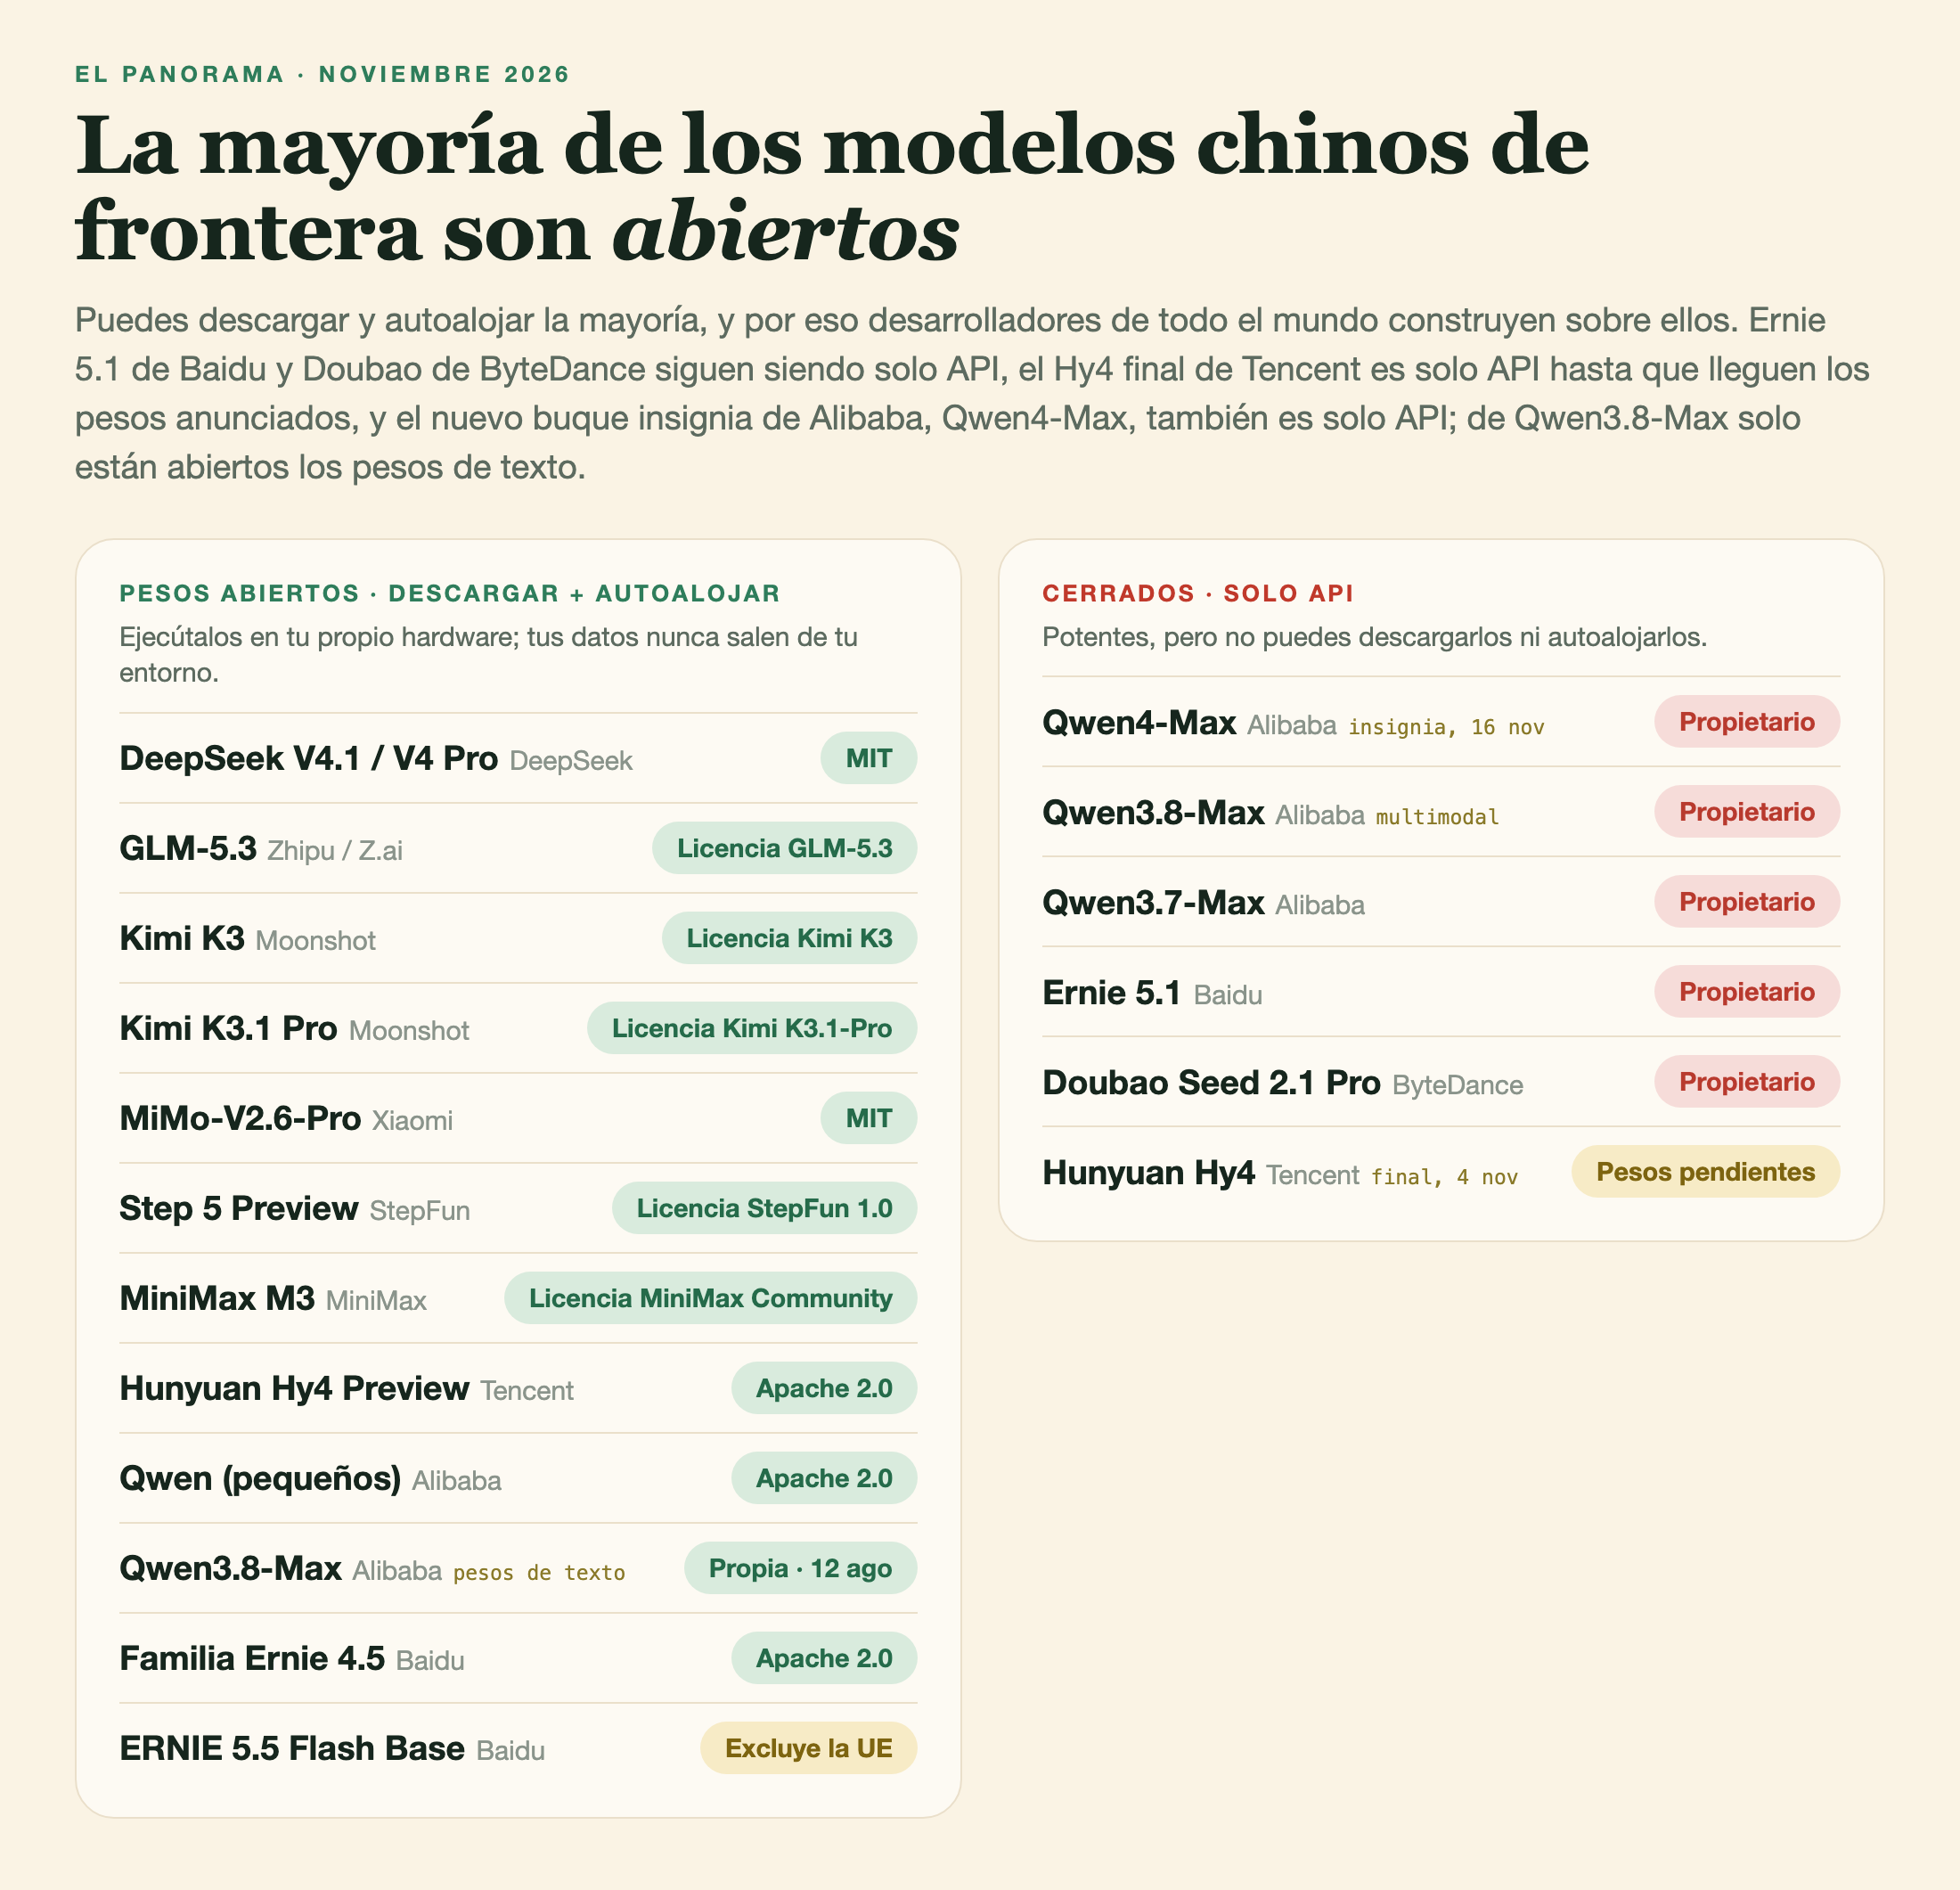 EL PANORAMA · NOVIEMBRE 2026
La mayoría de los modelos chinos de
frontera son abiertos
Puedes descargar y autoalojar la mayoría, y por eso desarrolladores de todo el mundo construyen sobre ellos. Ernie
5.1 de Baidu y Doubao de ByteDance siguen siendo solo API, el Hy4 final de Tencent es solo API hasta que lleguen los
pesos anunciados, y el nuevo buque insignia de Alibaba, Qwen4-Max, también es solo API; de Qwen3.8-Max solo
están abiertos los pesos de texto.
PESOS ABIERTOS · DESCARGAR + AUTOALOJAR
Ejecútalos en tu propio hardware; tus datos nunca salen de tu
entorno.
DeepSeek V4.1 / V4 Pro DeepSeek MIT
GLM-5.3 Zhipu / Z.ai Licencia GLM-5.3
Kimi K3 Moonshot Licencia Kimi K3
Kimi K3.1 Pro Moonshot Licencia Kimi K3.1-Pro
MiMo-V2.6-Pro Xiaomi MIT
Step 5 Preview StepFun Licencia StepFun 1.0
MiniMax M3 MiniMax Licencia MiniMax Community
Hunyuan Hy4 Preview Tencent Apache 2.0
Qwen (pequeños) Alibaba Apache 2.0
Qwen3.8-Max Alibaba pesos de texto Propia · 12 ago
Familia Ernie 4.5 Baidu Apache 2.0
ERNIE 5.5 Flash Base Baidu Excluye la UE
CERRADOS · SOLO API
Potentes, pero no puedes descargarlos ni autoalojarlos.
Qwen4-Max Alibaba insignia, 16 nov Propietario
Qwen3.8-Max Alibaba multimodal Propietario
Qwen3.7-Max Alibaba Propietario
Ernie 5.1 Baidu Propietario
Doubao Seed 2.1 Pro ByteDance Propietario
Hunyuan Hy4 Tencent final, 4 nov Pesos pendientes